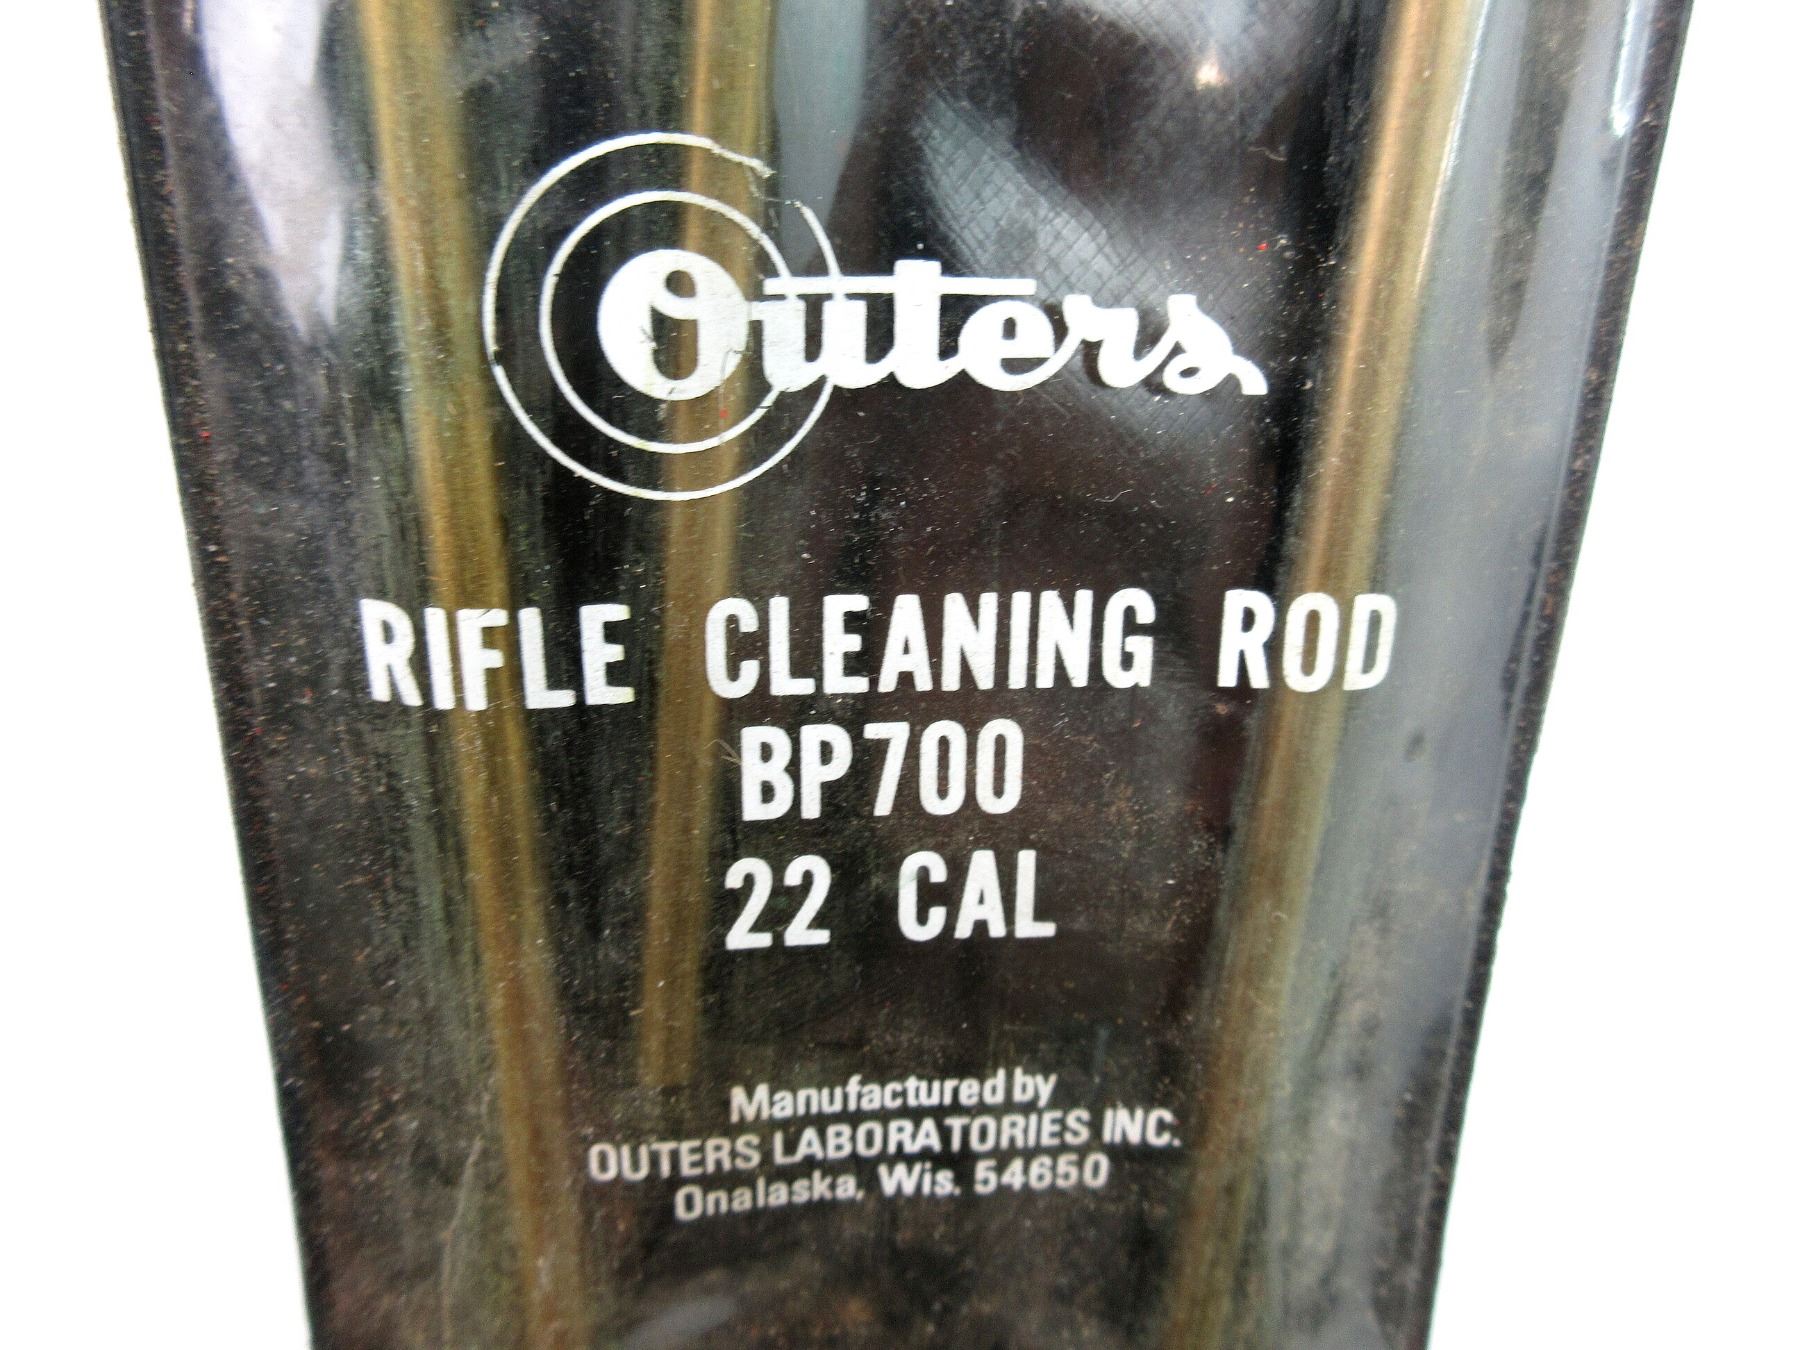 Outers
RIFLE CLEANING ROD
BP700
22 CAL
Manufactured by
OUTERS LABORATORIES INC.
Onalaska, Wis. 54650